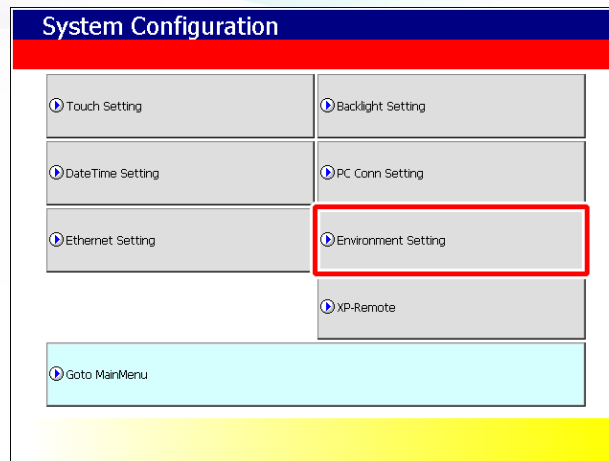 System Configuration
Touch Setting
Backlight Setting
DateTime Setting
PC Conn Setting
Ethernet Setting
Environment Setting
XP-Remote
Goto MainMenu